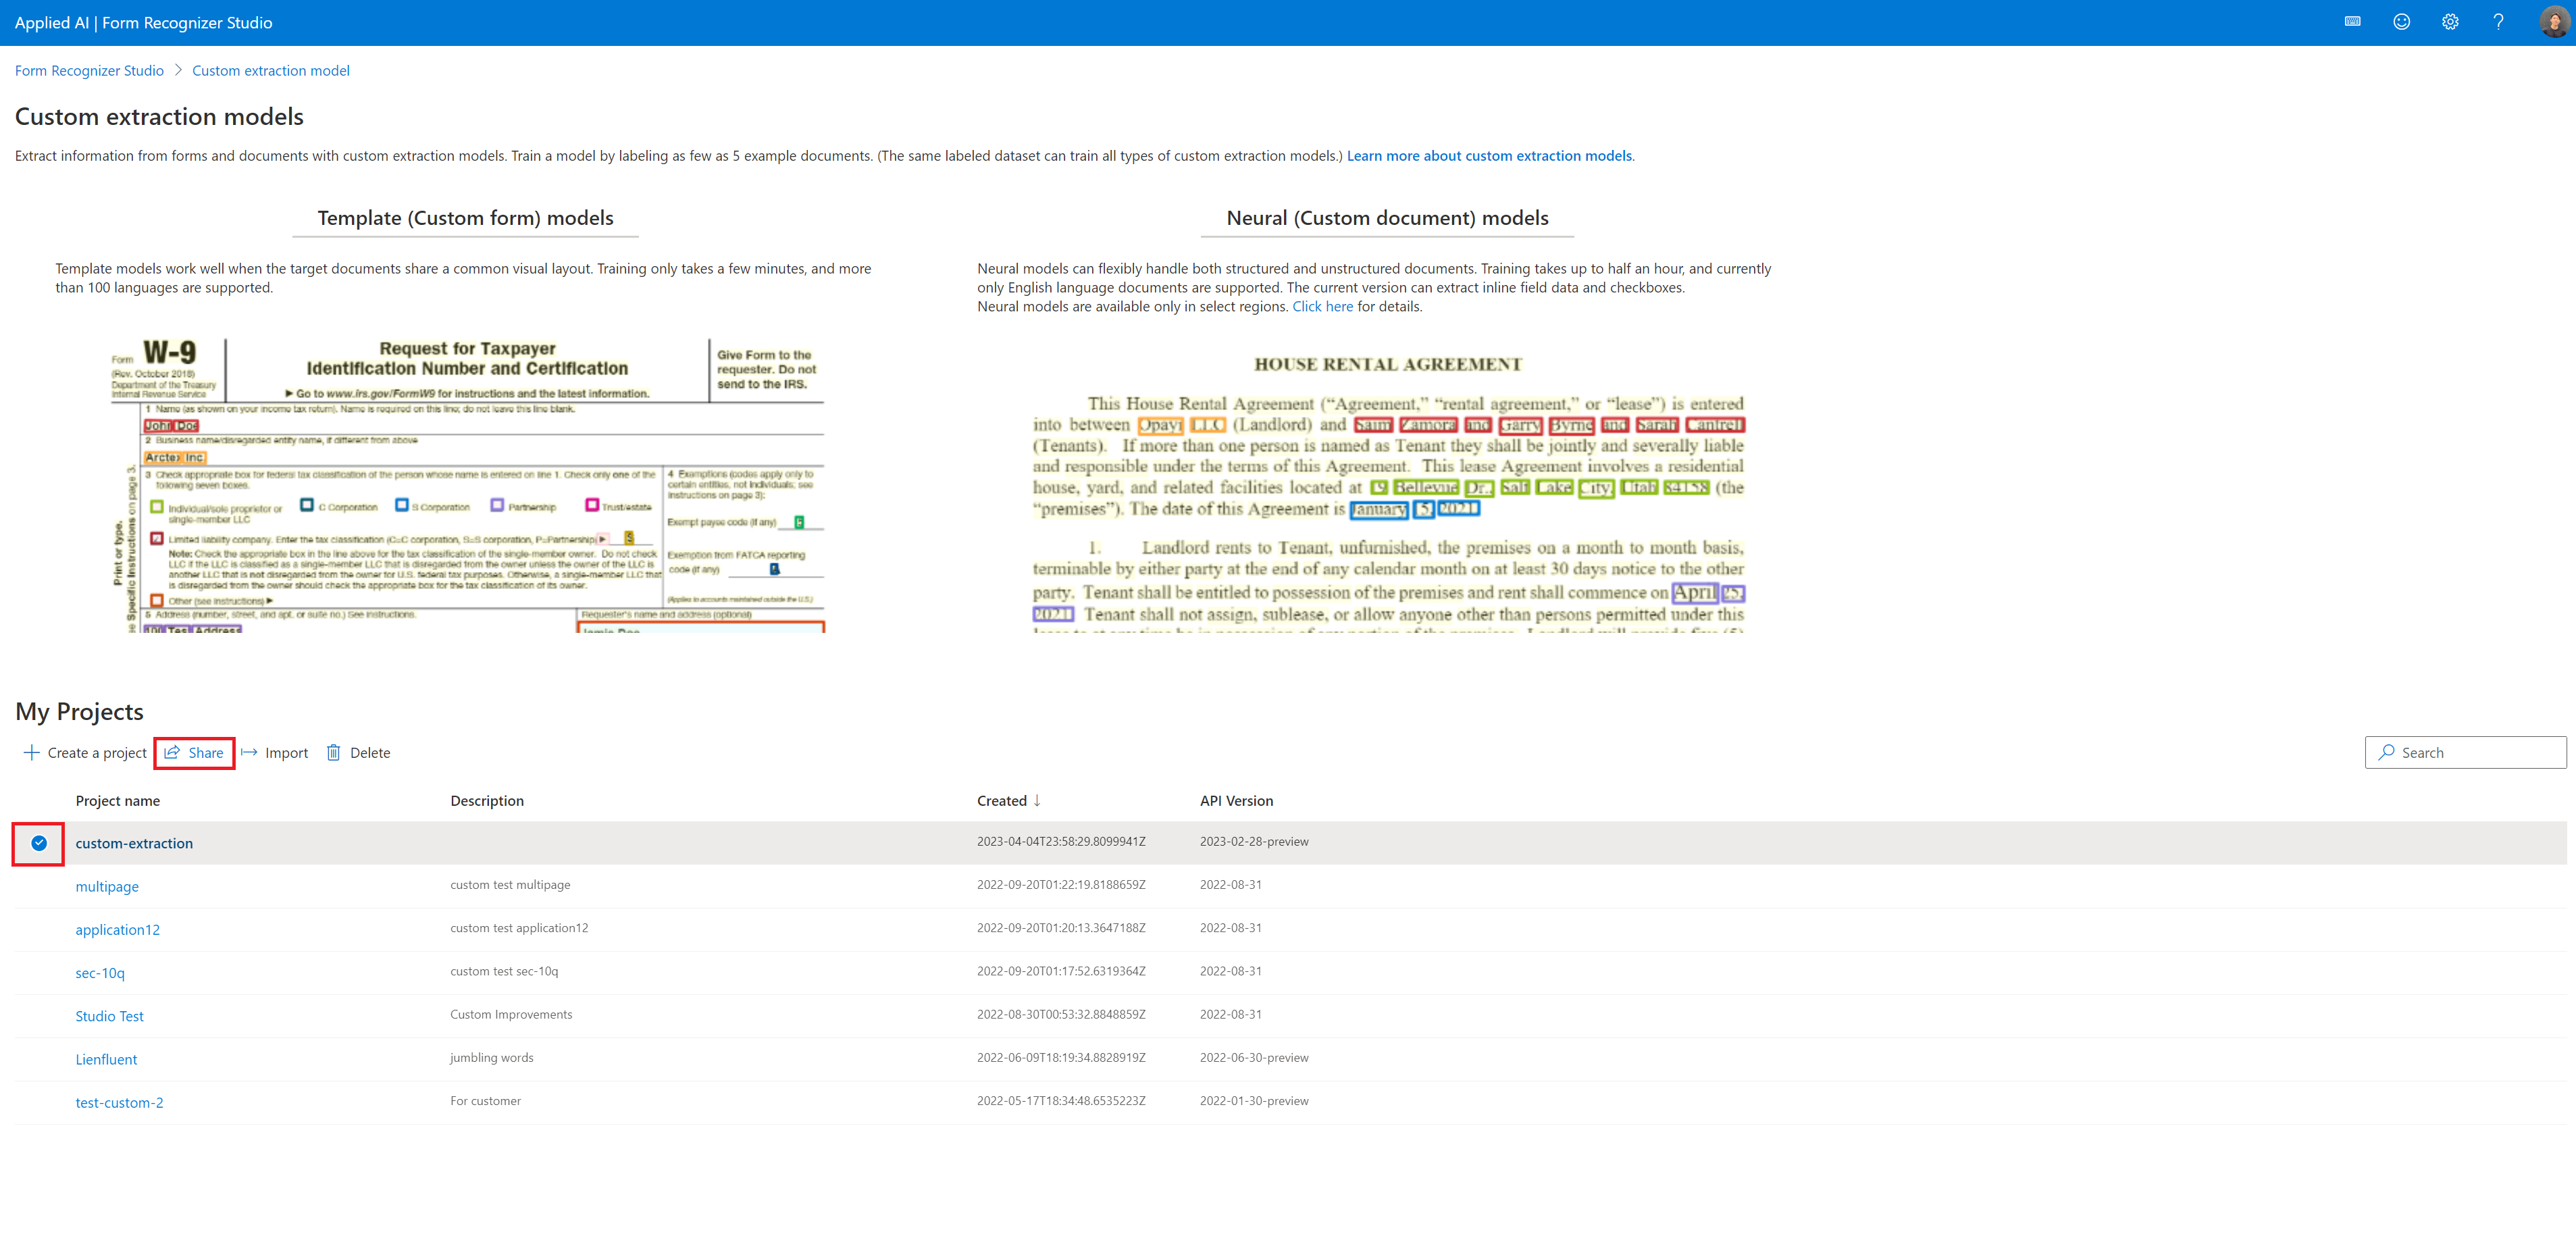 Applied AI | Form Recognizer Studio
Form Recognizer Studio > Custom extraction model
Custom extraction models
Extract information from forms and documents with custom extraction models. Train a model by labeling as few as 5 example documents. (The same labeled dataset can train all types of custom extraction models.) Learn more about custom extraction models.
Template (Custom form) models
Template models work well when the target documents share a common visual layout. Training only takes a few minutes, and more
than 100 languages are supported.
Form W-9
(Rev. October 2018)
Department of the Treasury
Internal Revenue Service
Request for Taxpayer
Identification Number and Certification
► Go to www.irs.gov/FormW9 for instructions and the latest information.
Give Form to the
requester. Do not
send to the IRS.
1 Name (as shown on your income tax return). Name is required on this line; do not leave this line blank.
John Doe
2 Business name/disregarded entity name, if different from above
Arctex Inc.
3 Check appropriate box for federal tax classification of the person whose name is entered on line 1. Check only one of the
following seven boxes.
Individual/sole proprietor or
single-member LLC
C Corporation
S Corporation
Partnership
Trust/estate
Limited liability company. Enter the tax classification (C=C corporation, S=S corporation, P=Partnership) ►
S
Note: Check the appropriate box in the line above for the tax classification of the single-member owner. Do not check
LLC if the LLC is classified as a single-member LLC that is disregarded from the owner unless the owner of the LLC is
another LLC that is not disregarded from the owner for U.S. federal tax purposes. Otherwise, a single-member LLC that
is disregarded from the owner should check the appropriate box for the tax classification of its owner.
Other (see instructions) ►
4 Exemptions (codes apply only to
certain entities, not individuals; see
instructions on page 3):
Exempt payee code (if any)
Exemption from FATCA reporting
code (if any)
(Applies to accounts maintained outside the U.S.)
5 Address (number, street, and apt. or suite no.) See instructions.
Requester's name and address (optional)
100 Test Address
Jamie Doe
Print or type.
Specific Instructions on page 3.
Neural (Custom document) models
Neural models can flexibly handle both structured and unstructured documents. Training takes up to half an hour, and currently
only English language documents are supported. The current version can extract inline field data and checkboxes.
Neural models are available only in select regions. Click here for details.
HOUSE RENTAL AGREEMENT
This House Rental Agreement (“Agreement,” “rental agreement,” or “lease”) is entered
into between Opayi LLC (Landlord) and Saim Zamora and Garry Byrne and Sarah Cantrell
(Tenants). If more than one person is named as Tenant they shall be jointly and severally liable
and responsible under the terms of this Agreement. This lease Agreement involves a residential
house, yard, and related facilities located at 9 Bellevue Dr., Salt Lake City, Utah 84158 (the
“premises”). The date of this Agreement is January 15, 2021
1. Landlord rents to Tenant, unfurnished, the premises on a month to month basis,
terminable by either party at the end of any calendar month on at least 30 days notice to the other
party. Tenant shall be entitled to possession of the premises and rent shall commence on April 25,
2021 Tenant shall not assign, sublease, or allow anyone other than persons permitted under this
My Projects
Create a project Share Import Delete
Search
Project name Description Created ↓ API Version
custom-extraction 2023-04-04T23:58:29.8099941Z 2023-02-28-preview
multipage custom test multipage 2022-09-20T01:22:19.8188659Z 2022-08-31
application12 custom test application12 2022-09-20T01:20:13.3647188Z 2022-08-31
sec-10q custom test sec-10q 2022-09-20T01:17:52.6319364Z 2022-08-31
Studio Test Custom Improvements 2022-08-30T00:53:32.8848859Z 2022-08-31
Lienfluent jumbling words 2022-06-09T18:19:34.8828919Z 2022-06-30-preview
test-custom-2 For customer 2022-05-17T18:34:48.6535223Z 2022-01-30-preview